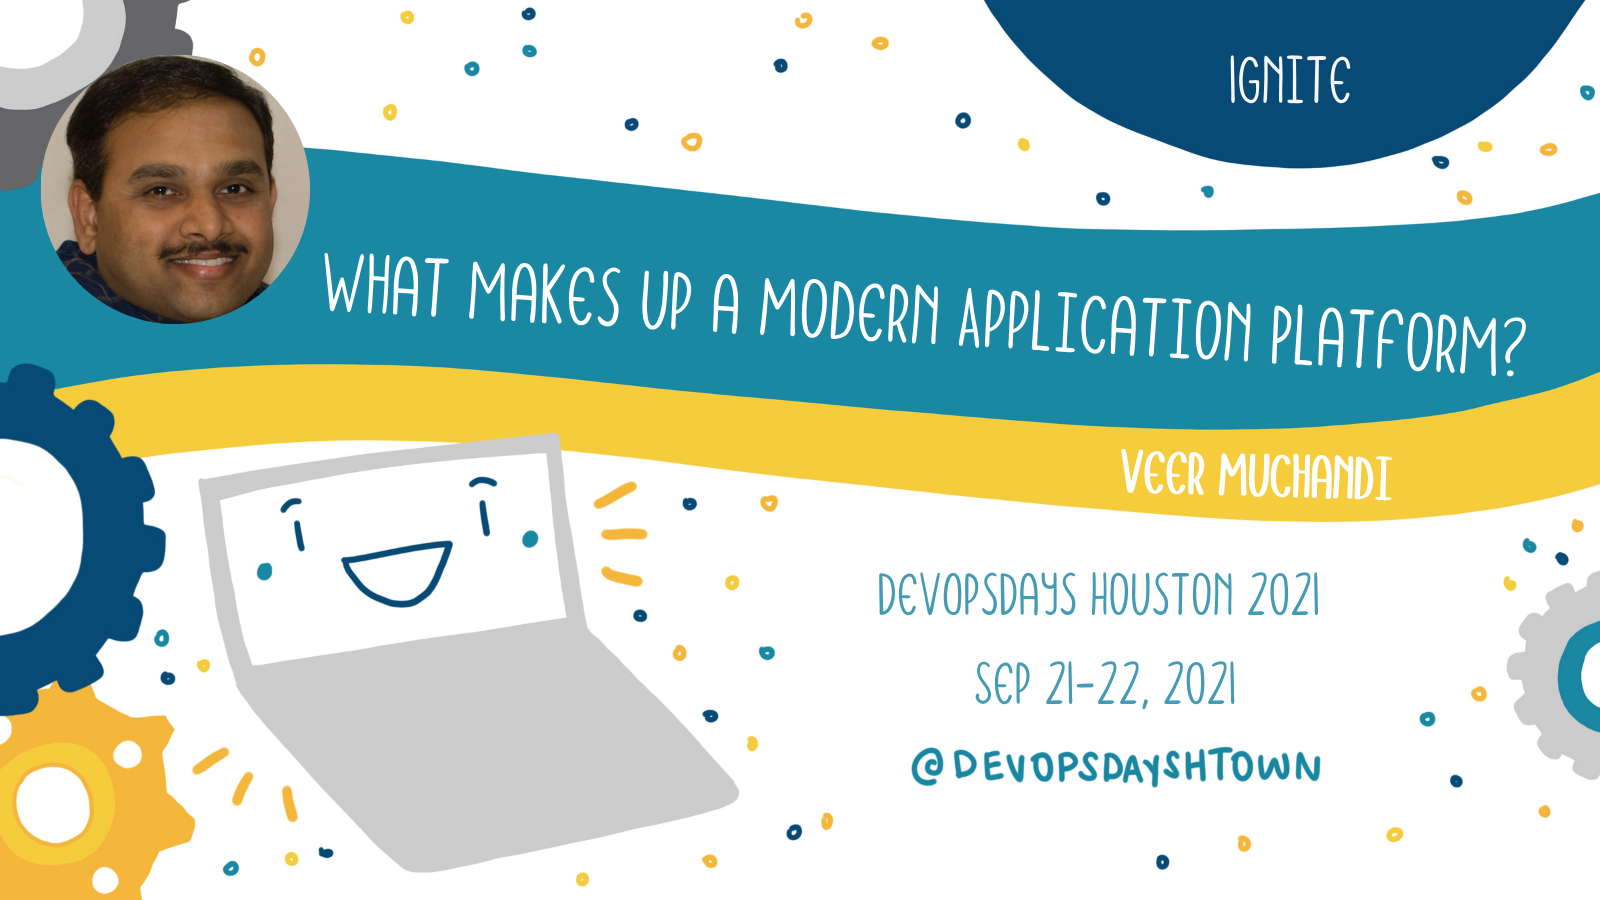 IGNITE
WHAT MAKES UP A MODERN APPLICATION PLATFORM?
VEER MUCHANDI
DEVOPSDAYS HOUSTON 2021
SEP 21-22, 2021
@DEVOPSDAYSHTOWN